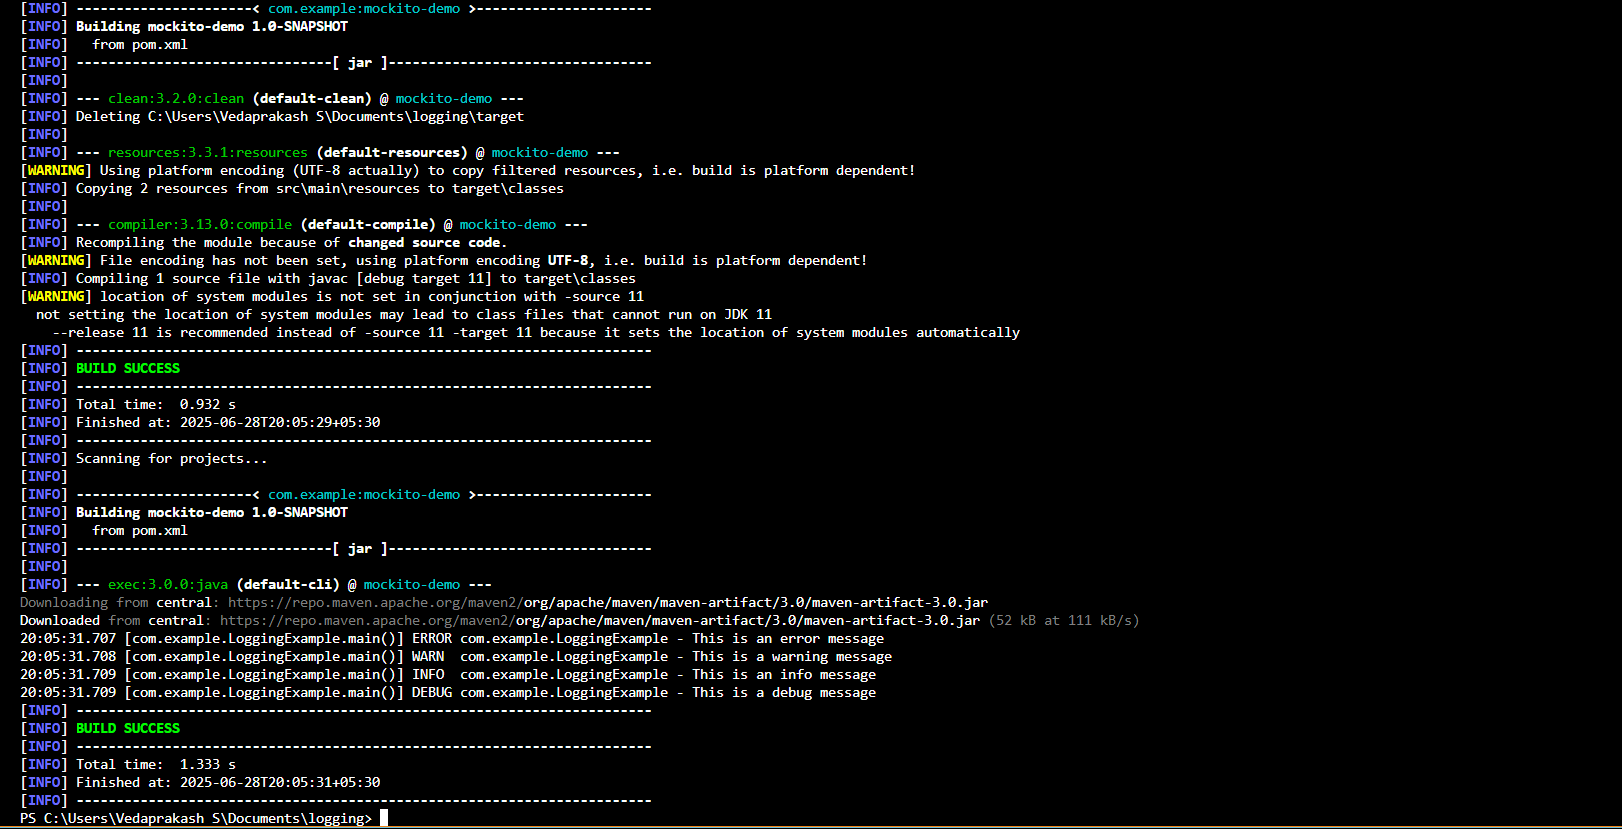 [INFO] ----------------------< com.example:mockito-demo >----------------------
[INFO] Building mockito-demo 1.0-SNAPSHOT
[INFO]   from pom.xml
[INFO] --------------------------------[ jar ]---------------------------------
[INFO]
[INFO] --- clean:3.2.0:clean (default-clean) @ mockito-demo ---
[INFO] Deleting C:\Users\Vedaprakash S\Documents\logging\target
[INFO]
[INFO] --- resources:3.3.1:resources (default-resources) @ mockito-demo ---
[WARNING] Using platform encoding (UTF-8 actually) to copy filtered resources, i.e. build is platform dependent!
[INFO] Copying 2 resources from src\main\resources to target\classes
[INFO]
[INFO] --- compiler:3.13.0:compile (default-compile) @ mockito-demo ---
[INFO] Recompiling the module because of changed source code.
[WARNING] File encoding has not been set, using platform encoding UTF-8, i.e. build is platform dependent!
[INFO] Compiling 1 source file with javac [debug target 11] to target\classes
[WARNING] location of system modules is not set in conjunction with -source 11
  not setting the location of system modules may lead to class files that cannot run on JDK 11
    --release 11 is recommended instead of -source 11 -target 11 because it sets the location of system modules automatically
[INFO] ------------------------------------------------------------------------
[INFO] BUILD SUCCESS
[INFO] ------------------------------------------------------------------------
[INFO] Total time:  0.932 s
[INFO] Finished at: 2025-06-28T20:05:29+05:30
[INFO] ------------------------------------------------------------------------
[INFO] Scanning for projects...
[INFO]
[INFO] ----------------------< com.example:mockito-demo >----------------------
[INFO] Building mockito-demo 1.0-SNAPSHOT
[INFO]   from pom.xml
[INFO] --------------------------------[ jar ]---------------------------------
[INFO]
[INFO] --- exec:3.0.0:java (default-cli) @ mockito-demo ---
Downloading from central: https://repo.maven.apache.org/maven2/org/apache/maven/maven-artifact/3.0/maven-artifact-3.0.jar
Downloaded from central: https://repo.maven.apache.org/maven2/org/apache/maven/maven-artifact/3.0/maven-artifact-3.0.jar (52 kB at 111 kB/s)
20:05:31.707 [com.example.LoggingExample.main()] ERROR com.example.LoggingExample - This is an error message
20:05:31.708 [com.example.LoggingExample.main()] WARN  com.example.LoggingExample - This is a warning message
20:05:31.709 [com.example.LoggingExample.main()] INFO  com.example.LoggingExample - This is an info message
20:05:31.709 [com.example.LoggingExample.main()] DEBUG com.example.LoggingExample - This is a debug message
[INFO] ------------------------------------------------------------------------
[INFO] BUILD SUCCESS
[INFO] ------------------------------------------------------------------------
[INFO] Total time:  1.333 s
[INFO] Finished at: 2025-06-28T20:05:31+05:30
[INFO] ------------------------------------------------------------------------
PS C:\Users\Vedaprakash S\Documents\logging>